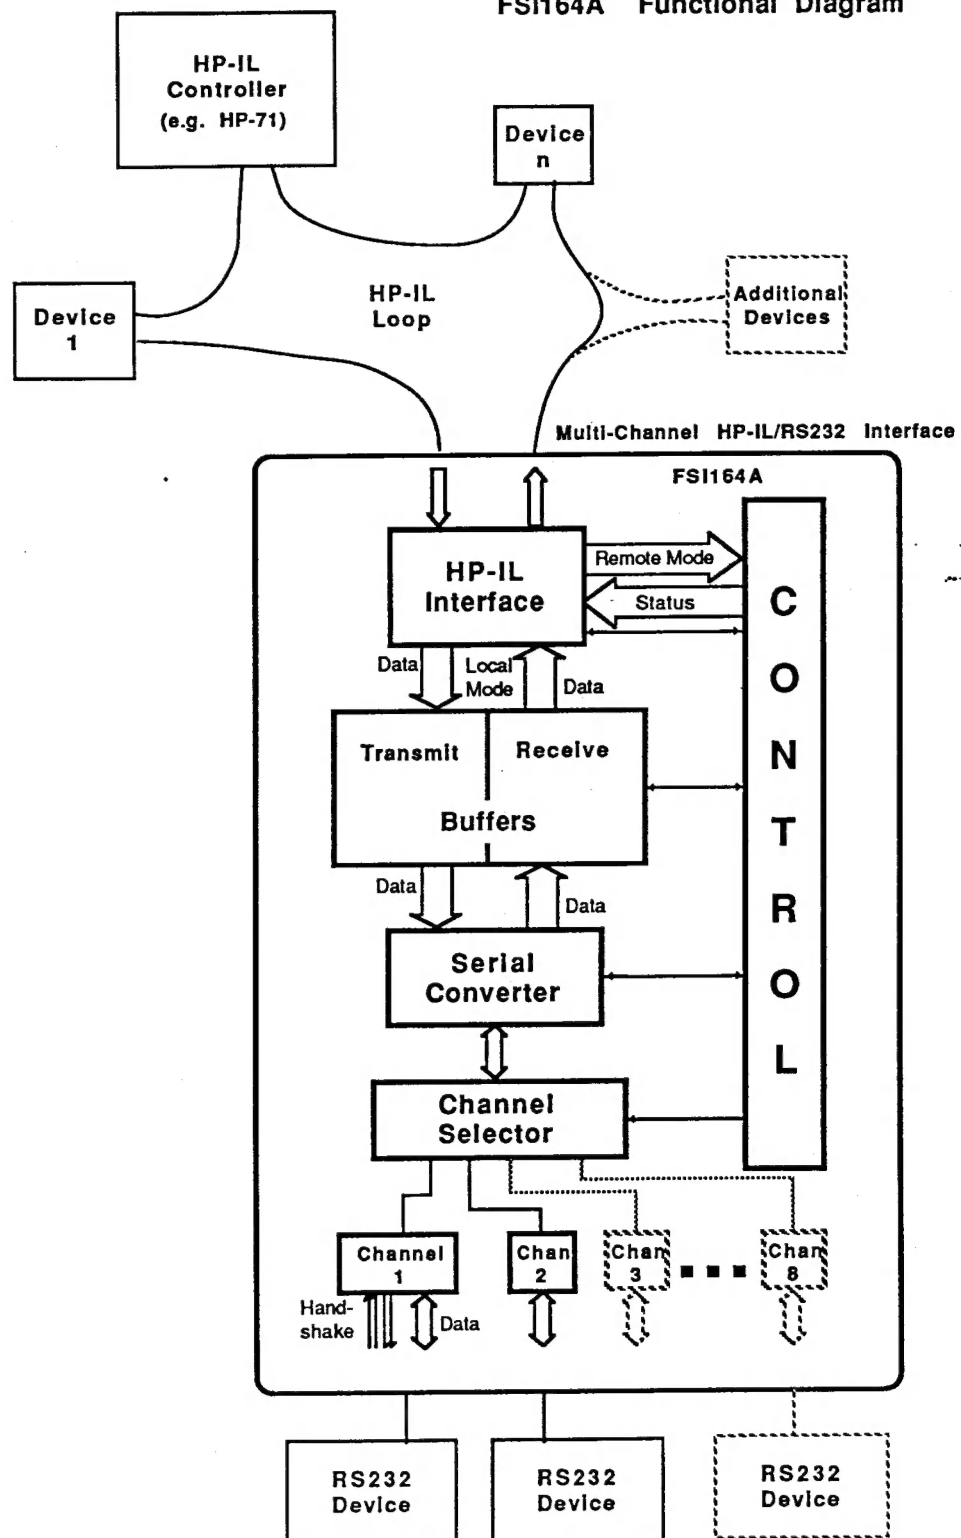 FSI164A Functional Diagram
HP-IL
Controller
(e.g. HP-71)
Device
n
Device
1
HP-IL
Loop
Additional
Devices
Multi-Channel HP-IL/RS232 Interface
FSI164A
HP-IL
Interface
Remote Mode
Status
Data
Local
Mode
Data
Transmit
Receive
Buffers
Data
Data
Serial
Converter
Channel
Selector
C
O
N
T
R
O
L
Channel
1
Chan
2
Chan
3
Chan
8
Hand-
shake
Data
RS232
Device
RS232
Device
RS232
Device